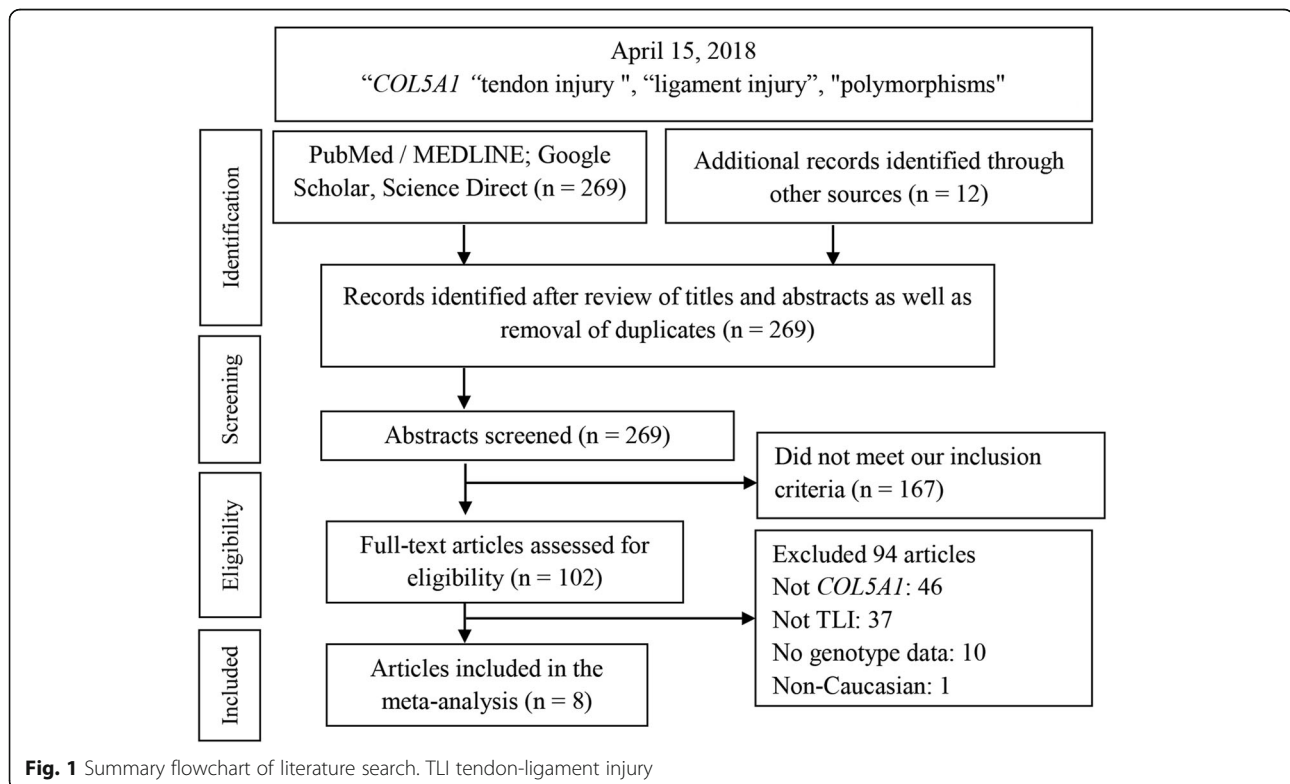 April 15, 2018
“COL5A1 “tendon injury ", “ligament injury”, "polymorphisms"
Identification
PubMed / MEDLINE; Google
Scholar, Science Direct (n = 269)
Additional records identified through
other sources (n = 12)
Records identified after review of titles and abstracts as well as
removal of duplicates (n = 269)
Screening
Abstracts screened (n = 269)
Did not meet our inclusion
criteria (n = 167)
Eligibility
Full-text articles assessed for
eligibility (n = 102)
Excluded 94 articles
Not COL5A1: 46
Not TLI: 37
No genotype data: 10
Non-Caucasian: 1
Included
Articles included in the
meta-analysis (n = 8)
Fig. 1 Summary flowchart of literature search. TLI tendon-ligament injury